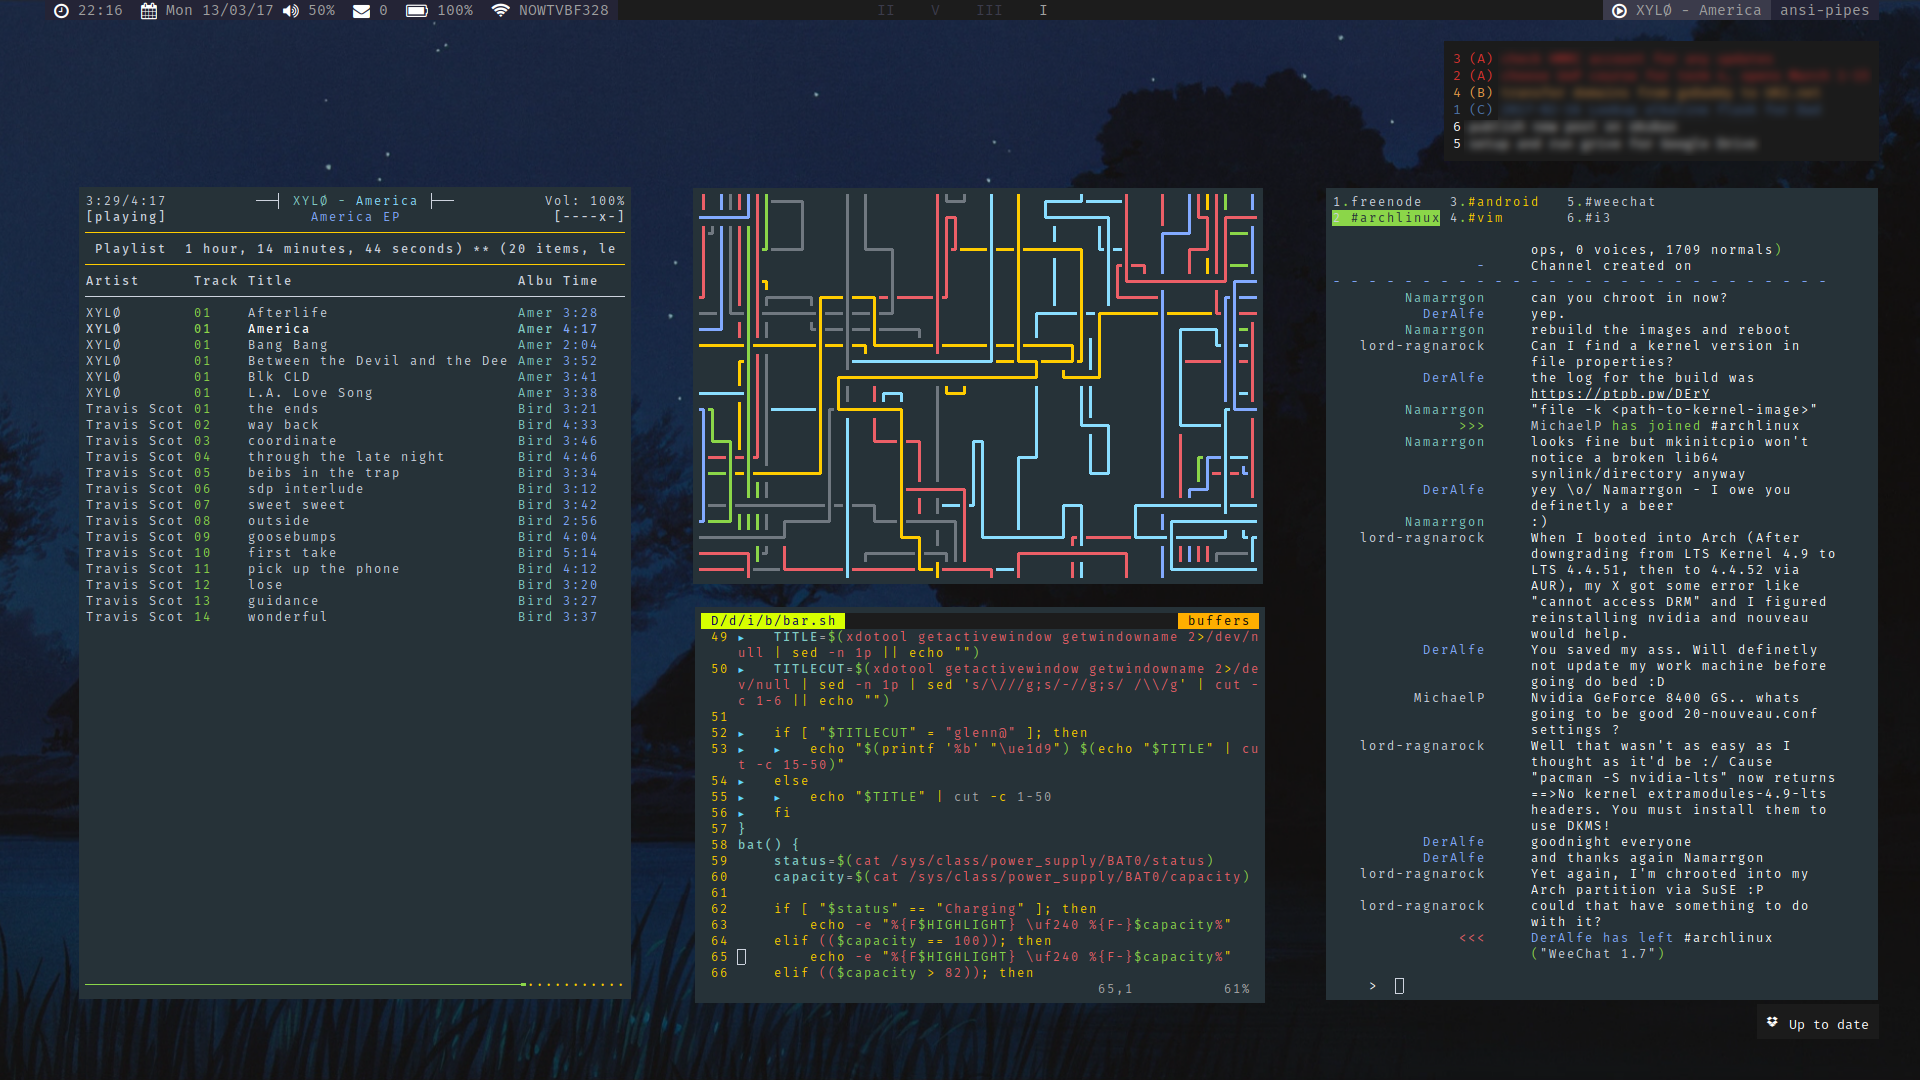 22:16 Mon 13/03/17 50% 0 100% NOWTVBF328
II V III I
XYLØ - America ansi-pipes
3 (A)
2 (A)
4 (B)
1 (C)
6
5
3:29/4:17 XYLØ - America Vol: 100%
[playing] America EP [----x-]
Playlist 1 hour, 14 minutes, 44 seconds) ** (20 items, le
Artist Track Title Albu Time
XYLØ 01 Afterlife Amer 3:28
XYLØ 01 America Amer 4:17
XYLØ 01 Bang Bang Amer 2:04
XYLØ 01 Between the Devil and the Dee Amer 3:52
XYLØ 01 Blk CLD Amer 3:41
XYLØ 01 L.A. Love Song Amer 3:38
Travis Scot 01 the ends Bird 3:21
Travis Scot 02 way back Bird 4:33
Travis Scot 03 coordinate Bird 3:46
Travis Scot 04 through the late night Bird 4:46
Travis Scot 05 beibs in the trap Bird 3:34
Travis Scot 06 sdp interlude Bird 3:12
Travis Scot 07 sweet sweet Bird 3:42
Travis Scot 08 outside Bird 2:56
Travis Scot 09 goosebumps Bird 4:04
Travis Scot 10 first take Bird 5:14
Travis Scot 11 pick up the phone Bird 4:12
Travis Scot 12 lose Bird 3:20
Travis Scot 13 guidance Bird 3:27
Travis Scot 14 wonderful Bird 3:37
D/d/i/b/bar.sh buffers
49 ▸ TITLE=$(xdotool getactivewindow getwindowname 2>/dev/n
ull | sed -n 1p || echo "")
50 ▸ TITLECUT=$(xdotool getactivewindow getwindowname 2>/de
v/null | sed -n 1p | sed 's/\///g;s/-//g;s/ /\\/g' | cut -
c 1-6 || echo "")
51
52 ▸ if [ "$TITLECUT" = "glenn@" ]; then
53 ▸ ▸ echo "$(printf '%b' "\ue1d9") $(echo "$TITLE" | cu
t -c 15-50)"
54 ▸ else
55 ▸ ▸ echo "$TITLE" | cut -c 1-50
56 ▸ fi
57 }
58 bat() {
59 status=$(cat /sys/class/power_supply/BAT0/status)
60 capacity=$(cat /sys/class/power_supply/BAT0/capacity)
61
62 if [ "$status" == "Charging" ]; then
63 echo -e "%{F$HIGHLIGHT} \uf240 %{F-}$capacity%"
64 elif (($capacity == 100)); then
65 echo -e "%{F$HIGHLIGHT} \uf240 %{F-}$capacity%"
66 elif (($capacity > 82)); then
65,1 61%
1.freenode 3.#android 5.#weechat
2 #archlinux 4.#vim 6.#i3
ops, 0 voices, 1709 normals)
- Channel created on
- - - - - - - - - - - - - - - - - - - - - - - - - - - -
Namarrgon can you chroot in now?
DerAlfe yep.
Namarrgon rebuild the images and reboot
lord-ragnarock Can I find a kernel version in
file properties?
DerAlfe the log for the build was
https://ptpb.pw/DErY
Namarrgon "file -k <path-to-kernel-image>"
>>> MichaelP has joined #archlinux
Namarrgon looks fine but mkinitcpio won't
notice a broken lib64
synlink/directory anyway
DerAlfe yey \o/ Namarrgon - I owe you
definetly a beer
Namarrgon :)
lord-ragnarock When I booted into Arch (After
downgrading from LTS Kernel 4.9 to
LTS 4.4.51, then to 4.4.52 via
AUR), my X got some error like
"cannot access DRM" and I figured
reinstalling nvidia and nouveau
would help.
DerAlfe You saved my ass. Will definetly
not update my work machine before
going do bed :D
MichaelP Nvidia GeForce 8400 GS.. whats
going to be good 20-nouveau.conf
settings ?
lord-ragnarock Well that wasn't as easy as I
thought as it'd be :/ Cause
"pacman -S nvidia-lts" now returns
==>No kernel extramodules-4.9-lts
headers. You must install them to
use DKMS!
DerAlfe goodnight everyone
DerAlfe and thanks again Namarrgon
lord-ragnarock Yet again, I'm chrooted into my
Arch partition via SuSE :P
lord-ragnarock could that have something to do
with it?
<<< DerAlfe has left #archlinux
("WeeChat 1.7")
>
Up to date